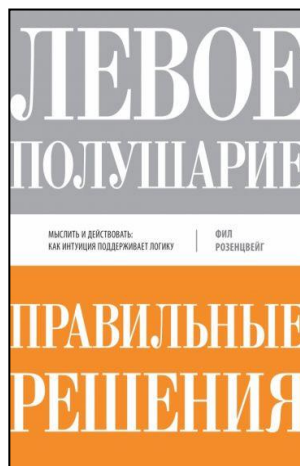 ЛЕВОЕ
ПОЛУШАРИЕ
МЫСЛИТЬ И ДЕЙСТВОВАТЬ:
КАК ИНТУИЦИЯ ПОДДЕРЖИВАЕТ ЛОГИКУ
ФИЛ
РОЗЕНЦВЕЙГ
ПРАВИЛЬНЫЕ
РЕШЕНИЯ